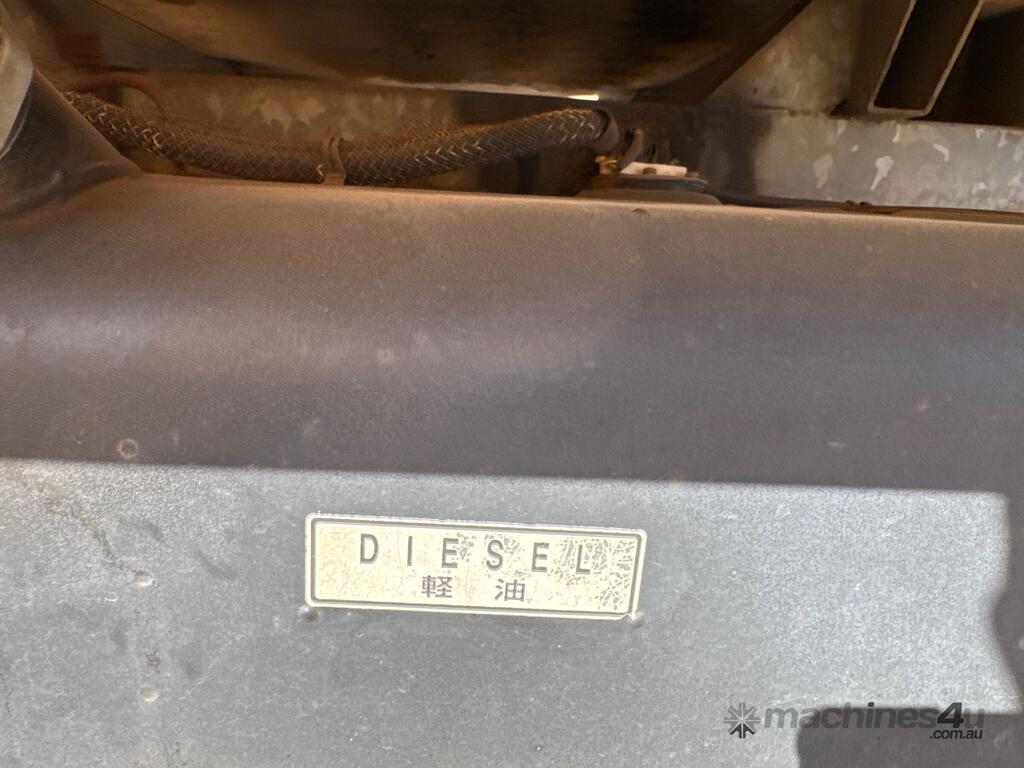 DIESEL
軽油
machines4u
.com.au